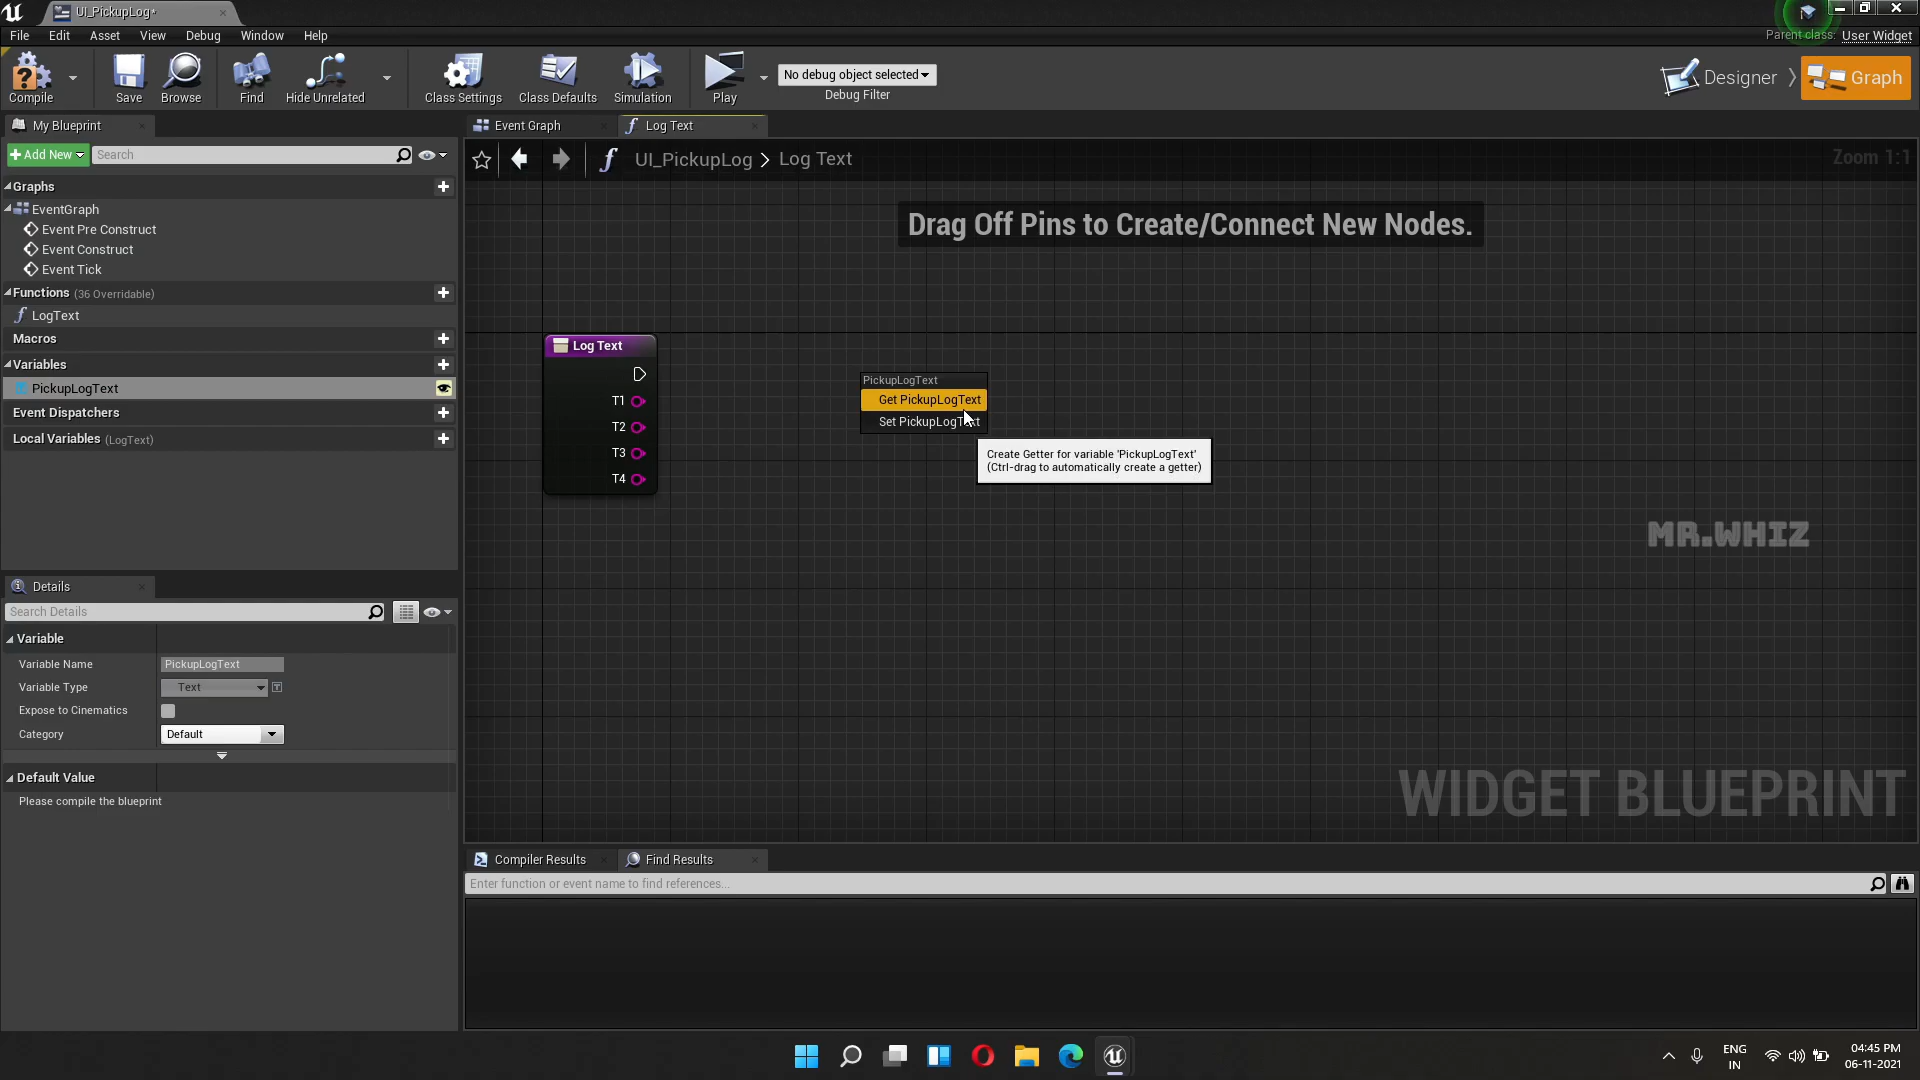 UI_PickupLog*
File Edit Asset View Debug Window Help
Parent class: User Widget
Compile
Save
Browse
Find
Hide Unrelated
Class Settings
Class Defaults
Simulation
Play
No debug object selected
Debug Filter
Designer
Graph
My Blueprint
Add New
Search
Graphs
EventGraph
Event Pre Construct
Event Construct
Event Tick
Functions (36 Overridable)
LogText
Macros
Variables
PickupLogText
Event Dispatchers
Local Variables (LogText)
Details
Search Details
Variable
Variable Name PickupLogText
Variable Type Text
Expose to Cinematics
Category Default
Default Value
Please compile the blueprint
Event Graph
Log Text
UI_PickupLog > Log Text
Zoom 1:1
Drag Off Pins to Create/Connect New Nodes.
Log Text
T1
T2
T3
T4
PickupLogText
Get PickupLogText
Set PickupLogText
Create Getter for variable 'PickupLogText'
(Ctrl-drag to automatically create a getter)
MR.WHIZ
WIDGET BLUEPRINT
Compiler Results
Find Results
Enter function or event name to find references...
ENG
IN
04:45 PM
06-11-2021